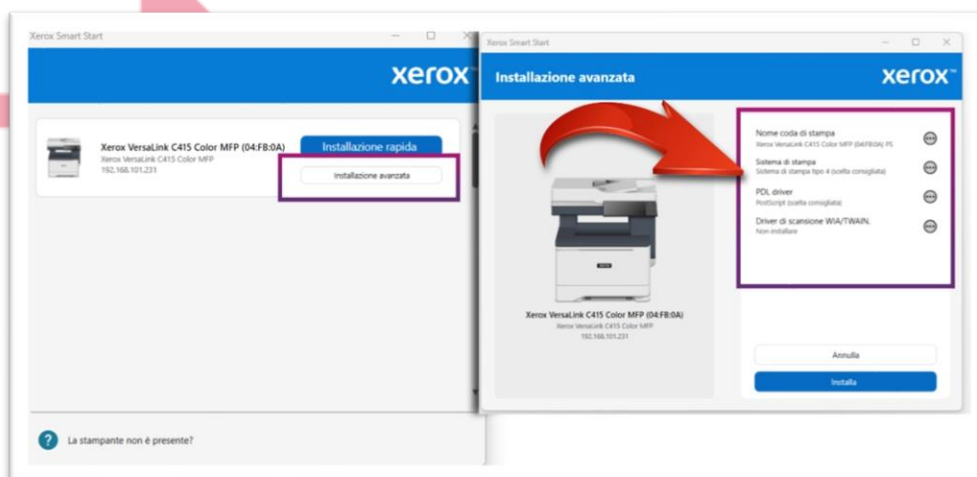 Xerox Smart Start
xerox™
Xerox VersaLink C415 Color MFP (04:FB:0A)
Xerox VersaLink C415 Color MFP
192.168.101.231
Installazione rapida
Installazione avanzata
La stampante non è presente?
Xerox Smart Start
Installazione avanzata
xerox™
Xerox VersaLink C415 Color MFP (04:FB:0A)
Xerox VersaLink C415 Color MFP
192.168.101.231
Nome coda di stampa
Xerox VersaLink C415 Color MFP (04:FB:0A) PS
Sistema di stampa
Sistema di stampa tipo 4 (scelta consigliata)
PDL driver
PostScript (scelta consigliata)
Driver di scansione WIA/TWAIN.
Non installare
Annulla
Installa